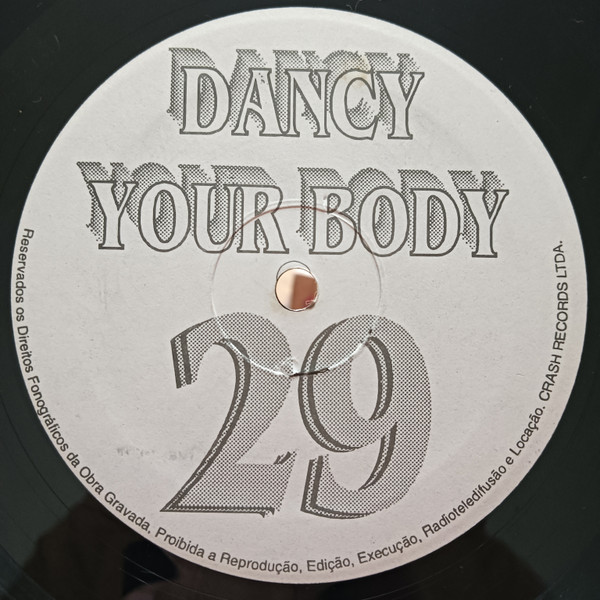 DANCY
YOUR BODY
29
Reservados os Direitos Fonográficos da Obra Gravada. Proibida a Reprodução, Edição, Execução, Radioteledifusão e Locação. CRASH RECORDS LTDA.